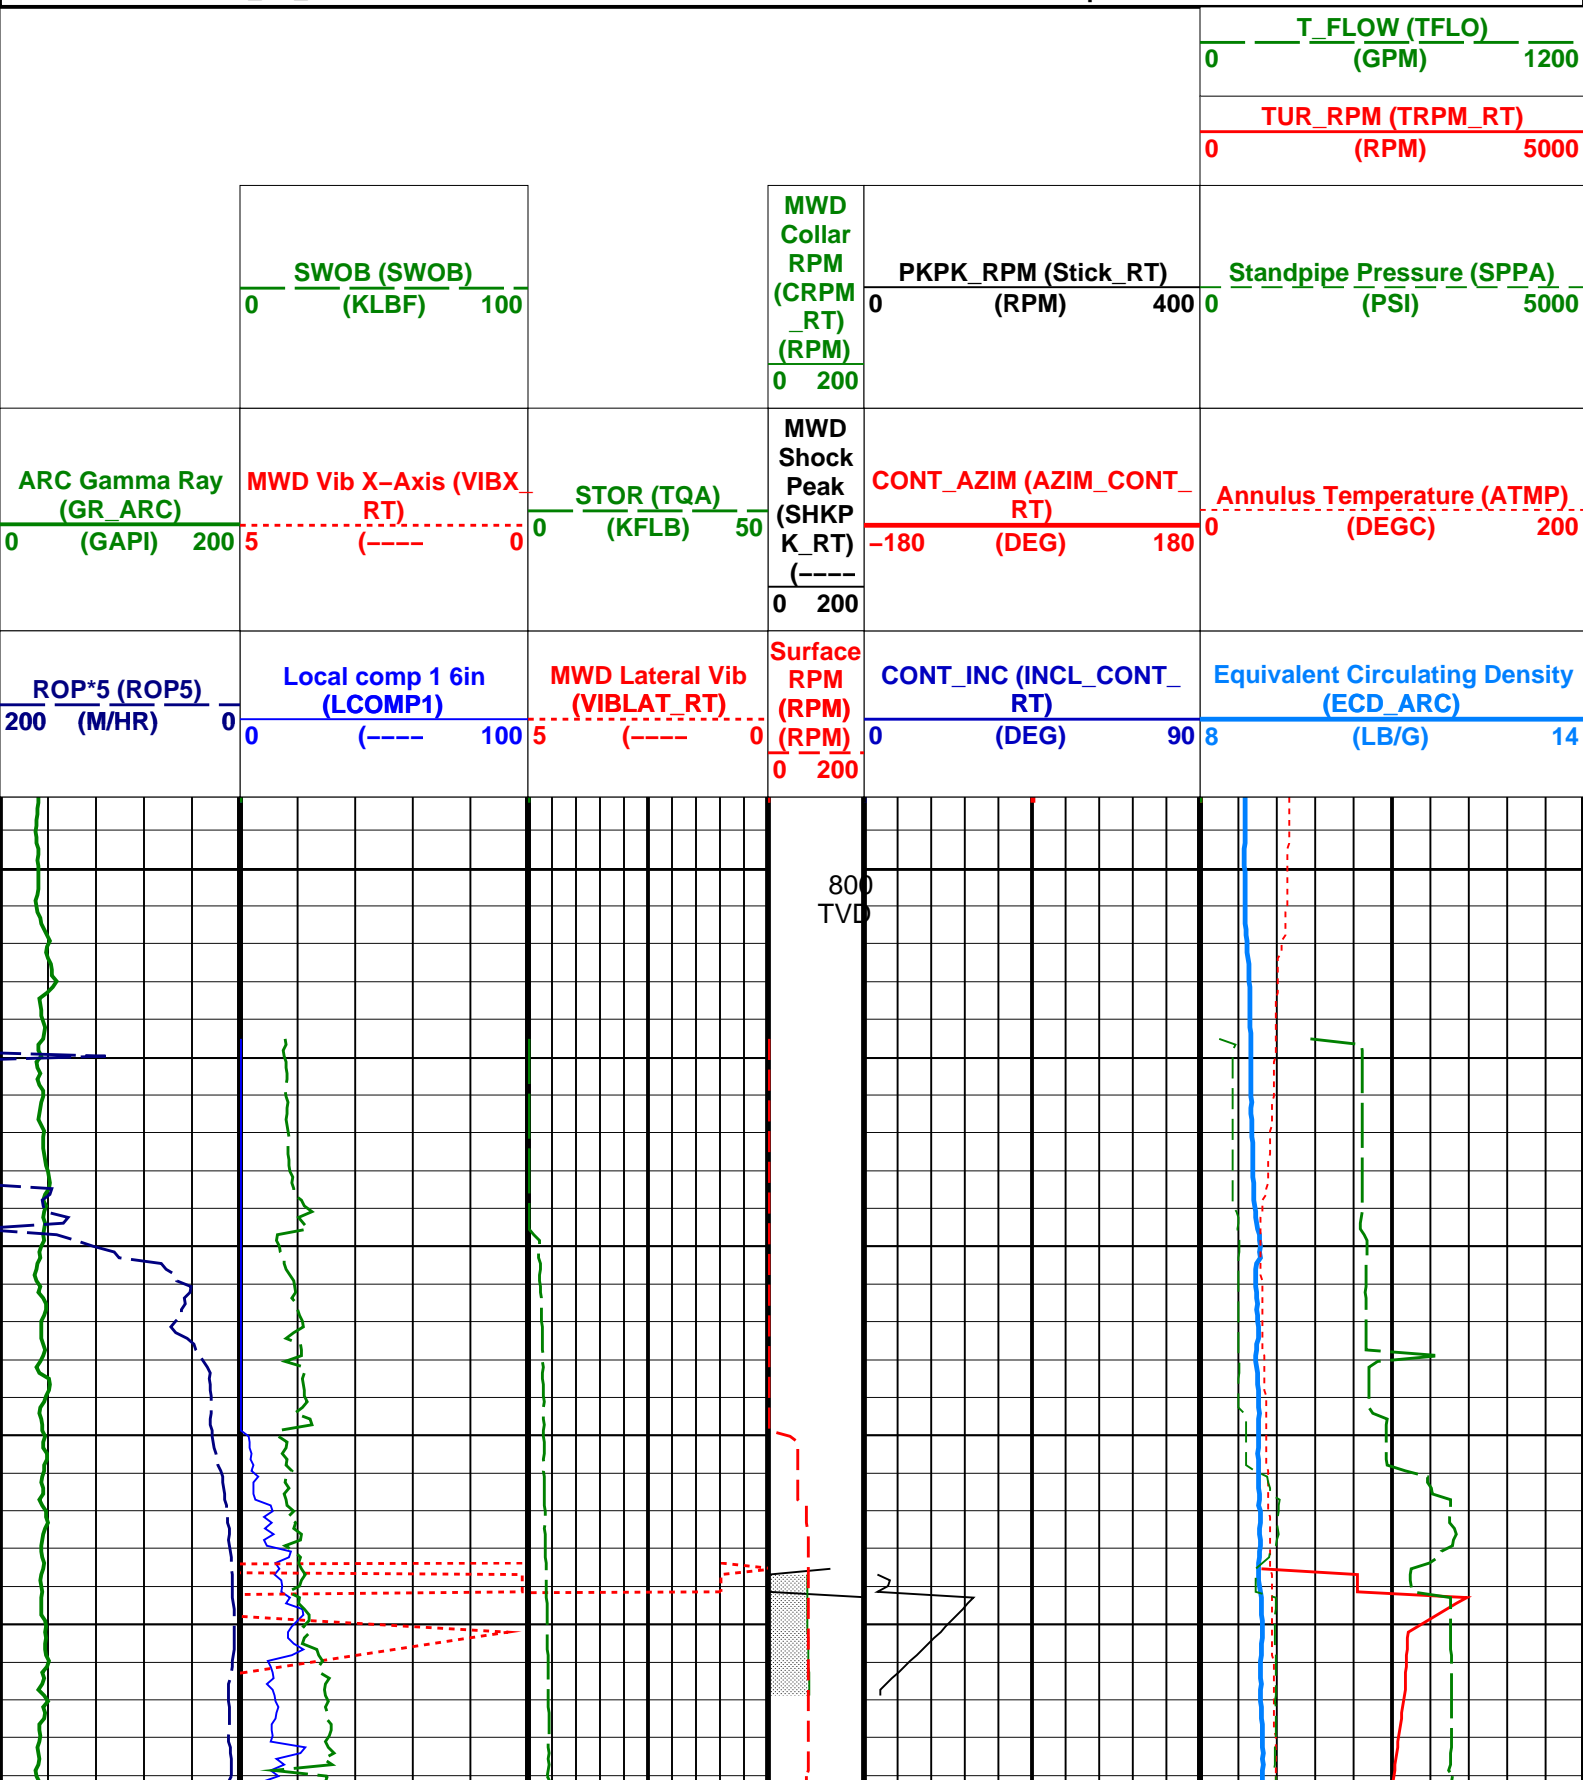 T_FLOW (TFLO)
0 (GPM) 1200
TUR_RPM (TRPM_RT)
0 (RPM) 5000
SWOB (SWOB)
0 (KLBF) 100
MWD
Collar
RPM
(CRPM
_RT)
(RPM)
0 200
PKPK_RPM (Stick_RT)
0 (RPM) 400
Standpipe Pressure (SPPA)
0 (PSI) 5000
ARC Gamma Ray
(GR_ARC)
0 (GAPI) 200
MWD Vib X−Axis (VIBX_
RT)
5 (−−−− 0
STOR (TQA)
0 (KFLB) 50
MWD
Shock
Peak
(SHKP
K_RT)
(−−−−
0 200
CONT_AZIM (AZIM_CONT_
RT)
−180 (DEG) 180
Annulus Temperature (ATMP)
0 (DEGC) 200
ROP*5 (ROP5)
200 (M/HR) 0
Local comp 1 6in
(LCOMP1)
0 (−−−− 100
MWD Lateral Vib
(VIBLAT_RT)
5 (−−−− 0
Surface
RPM
(RPM)
(RPM)
0 200
CONT_INC (INCL_CONT_
RT)
0 (DEG) 90
Equivalent Circulating Density
(ECD_ARC)
8 (LB/G) 14
800
TVD